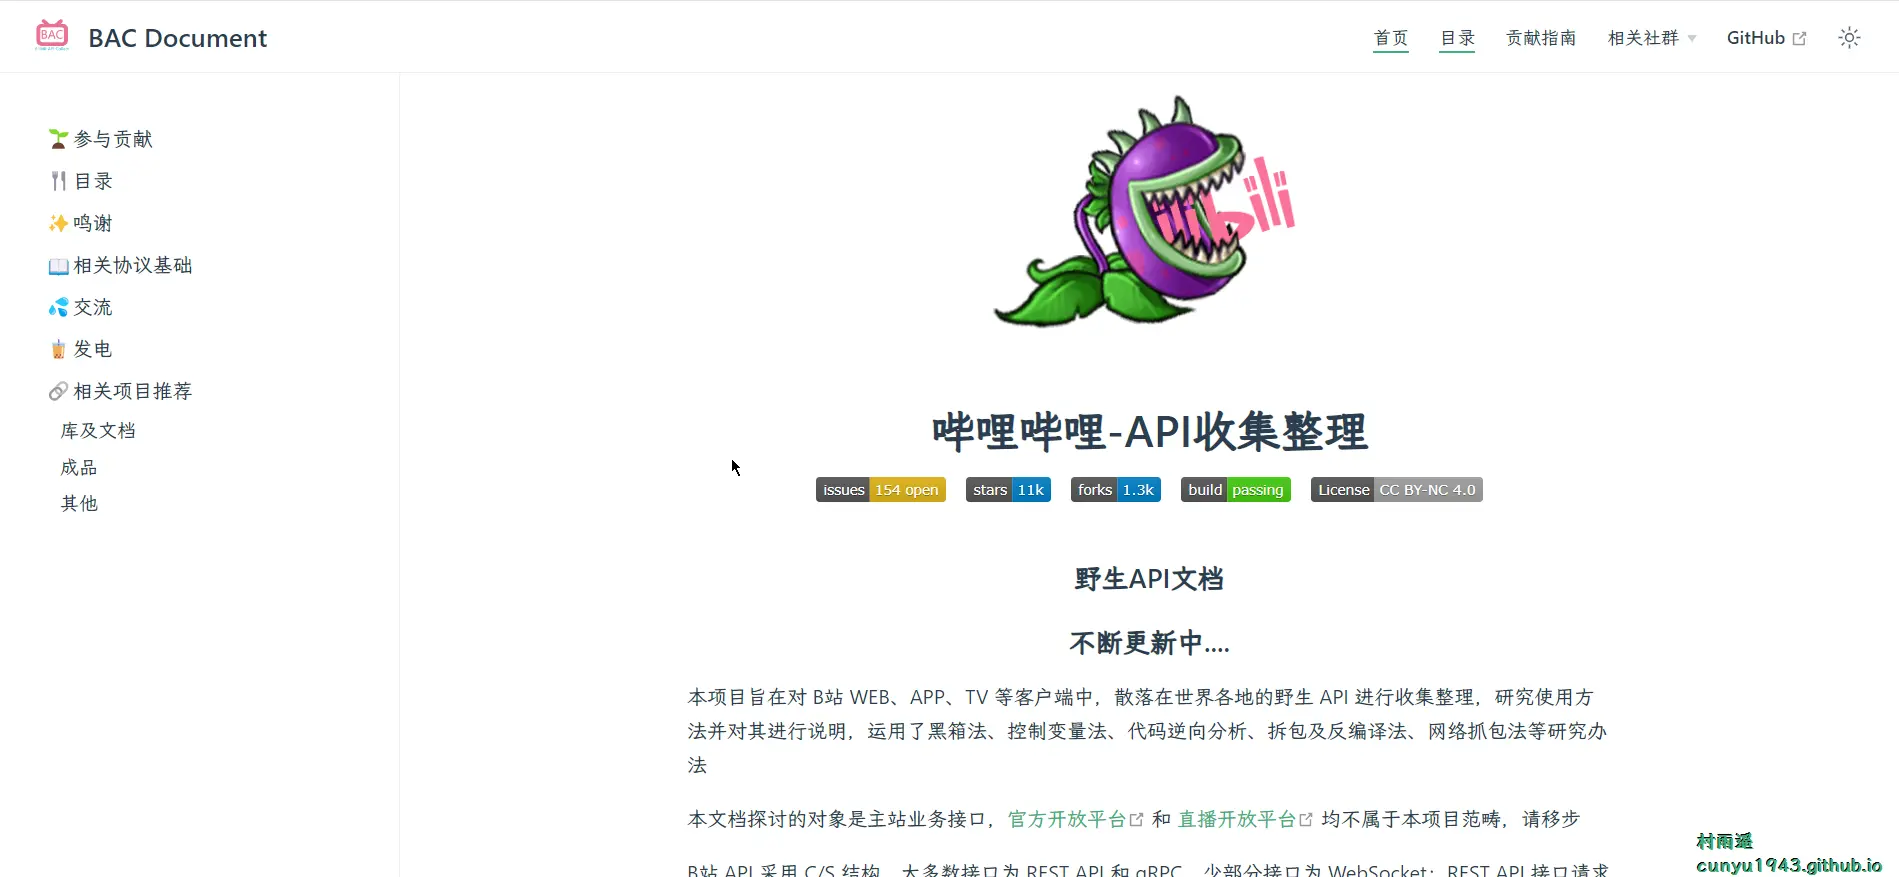 BAC
BAC Document
首页
目录
贡献指南
相关社群
GitHub
🌱 参与贡献
🍴 目录
✨ 鸣谢
📖 相关协议基础
💦 交流
🧋 发电
🔗 相关项目推荐
库及文档
成品
其他
bilibili
哔哩哔哩-API收集整理
issues 154 open
stars 11k
forks 1.3k
build passing
License CC BY-NC 4.0
野生API文档
不断更新中....
本项目旨在对 B站 WEB、APP、TV 等客户端中，散落在世界各地的野生 API 进行收集整理，研究使用方
法并对其进行说明，运用了黑箱法、控制变量法、代码逆向分析、拆包及反编译法、网络抓包法等研究办
法
本文档探讨的对象是主站业务接口，官方开放平台 和 直播开放平台 均不属于本项目范畴，请移步
B站 API 采用 C/S 结构，大多数接口为 REST API 和 gRPC，少部分接口为 WebSocket；REST API 接口请求
村雨遥
cunyu1943.github.io